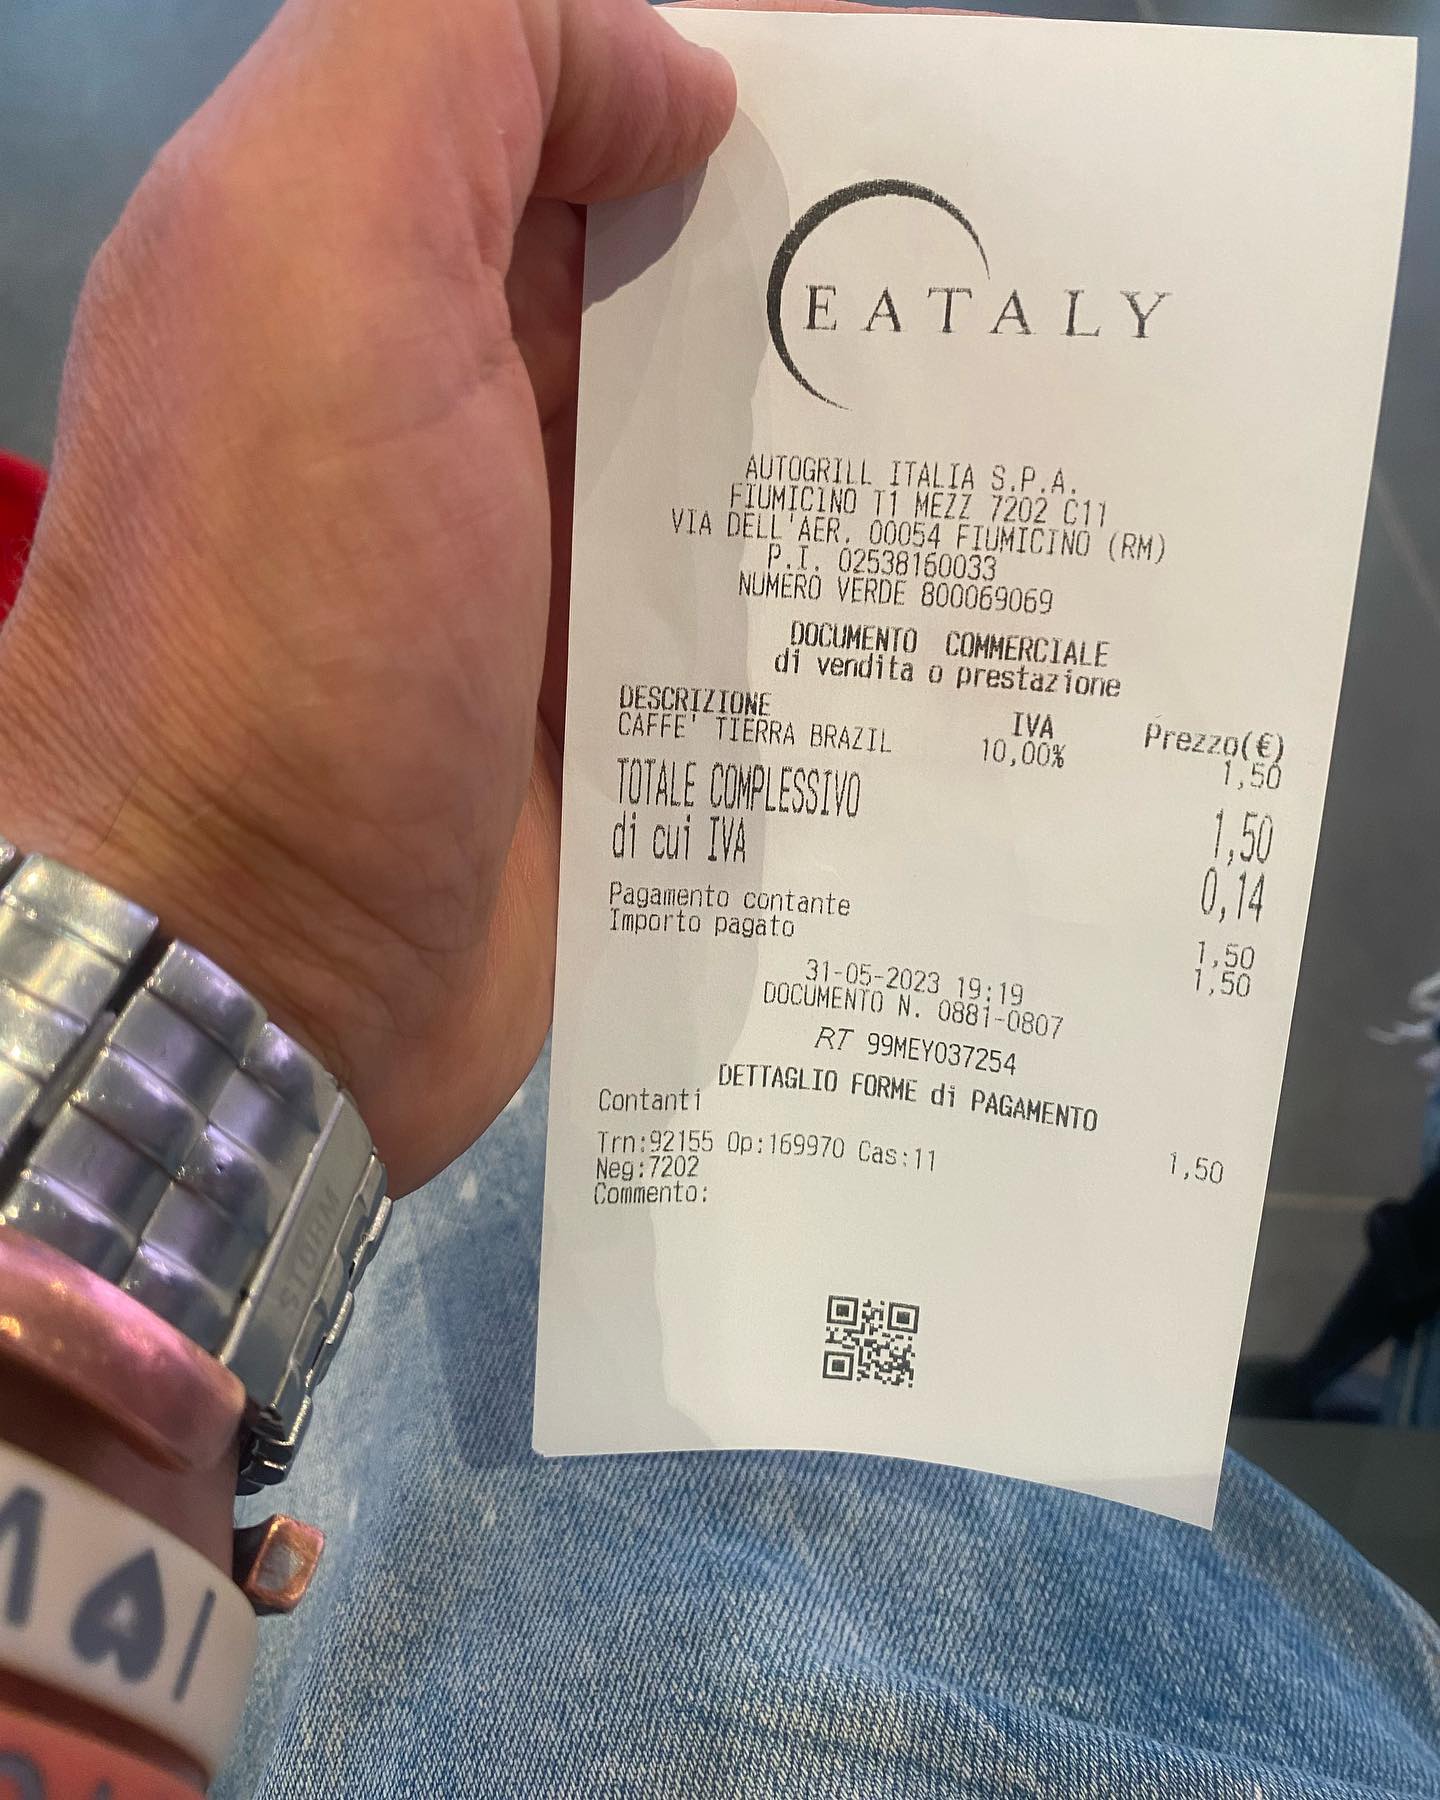 EATALY
AUTOGRILL ITALIA S.P.A.
FIUMICINO T1 MEZZ 7202 C11
VIA DELL'AER. 00054 FIUMICINO (RM)
P.I. 02538160033
NUMERO VERDE 800069069
DOCUMENTO COMMERCIALE
di vendita o prestazione
DESCRIZIONE IVA Prezzo(€)
CAFFE' TIERRA BRAZIL 10,00% 1,50
TOTALE COMPLESSIVO 1,50
di cui IVA 0,14
Pagamento contante 1,50
Importo pagato 1,50
31-05-2023 19:19
DOCUMENTO N. 0881-0807
RT 99MEY037254
DETTAGLIO FORME di PAGAMENTO
Contanti 1,50
Trn:92155 Op:169970 Cas:11
Neg:7202
Commento:
STORM